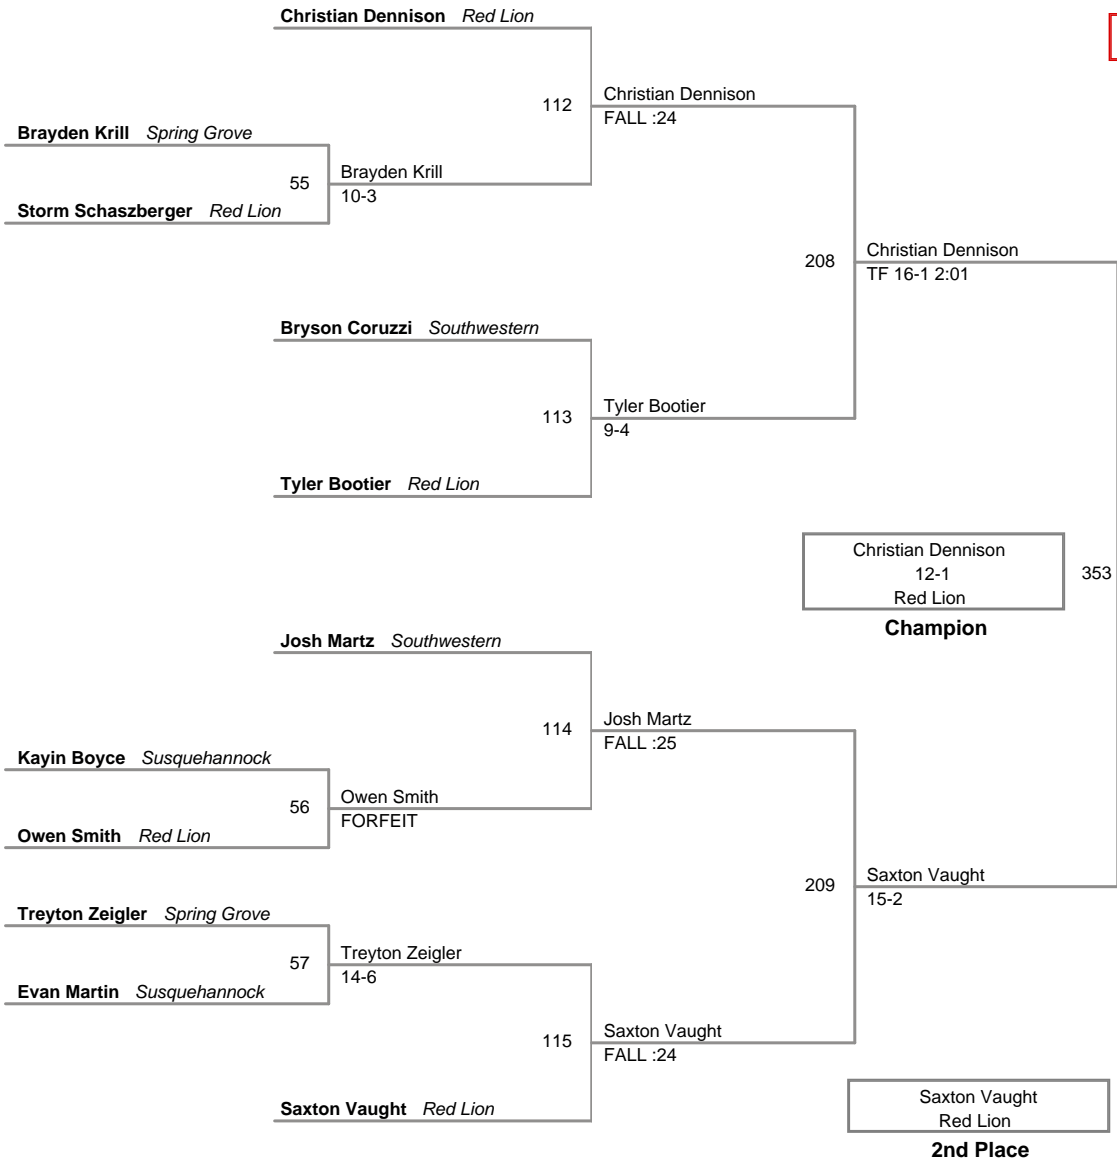 Christian Dennison Red Lion
112
Christian Dennison
FALL :24
Brayden Krill Spring Grove
55
Brayden Krill
10-3
Storm Schaszberger Red Lion
208
Christian Dennison
TF 16-1 2:01
Bryson Coruzzi Southwestern
113
Tyler Bootier
9-4
Tyler Bootier Red Lion
Christian Dennison
12-1
Red Lion
Champion
353
Josh Martz Southwestern
114
Josh Martz
FALL :25
Kayin Boyce Susquehannock
56
Owen Smith
FORFEIT
Owen Smith Red Lion
209
Saxton Vaught
15-2
Treyton Zeigler Spring Grove
57
Treyton Zeigler
14-6
Evan Martin Susquehannock
115
Saxton Vaught
FALL :24
Saxton Vaught Red Lion
Saxton Vaught
Red Lion
2nd Place